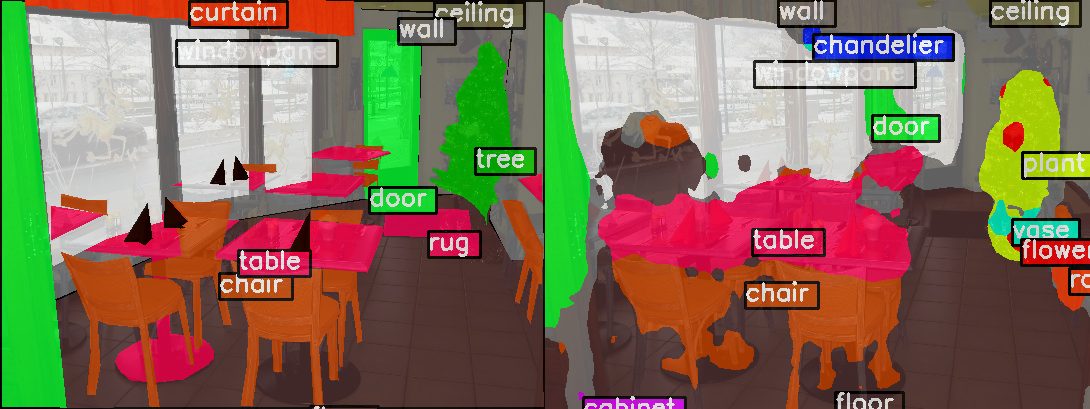 curtain
ceiling
wall
windowpane
tree
door
rug
table
chair
wall
ceiling
chandelier
windowpane
door
plant
vase
flower
table
chair
cabinet
floor